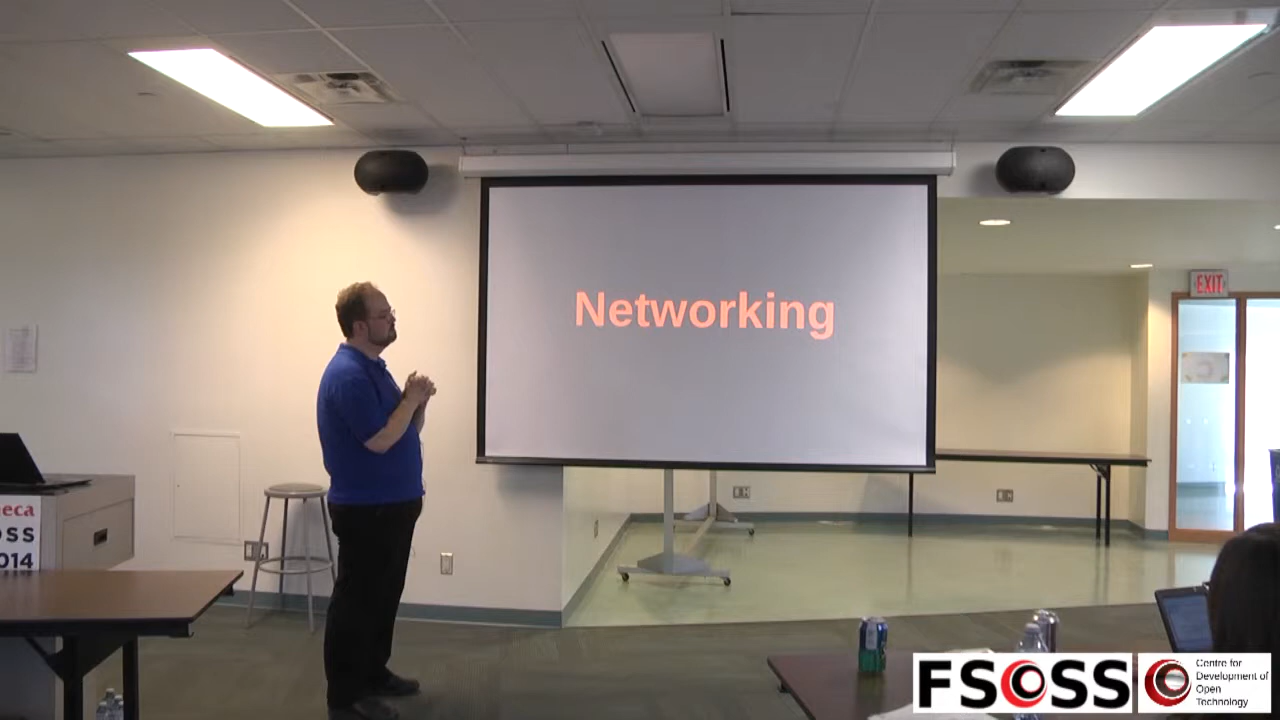 Networking
EXIT
eca
OSS
014
FSOSS
Centre for
Development of
Open
Technology